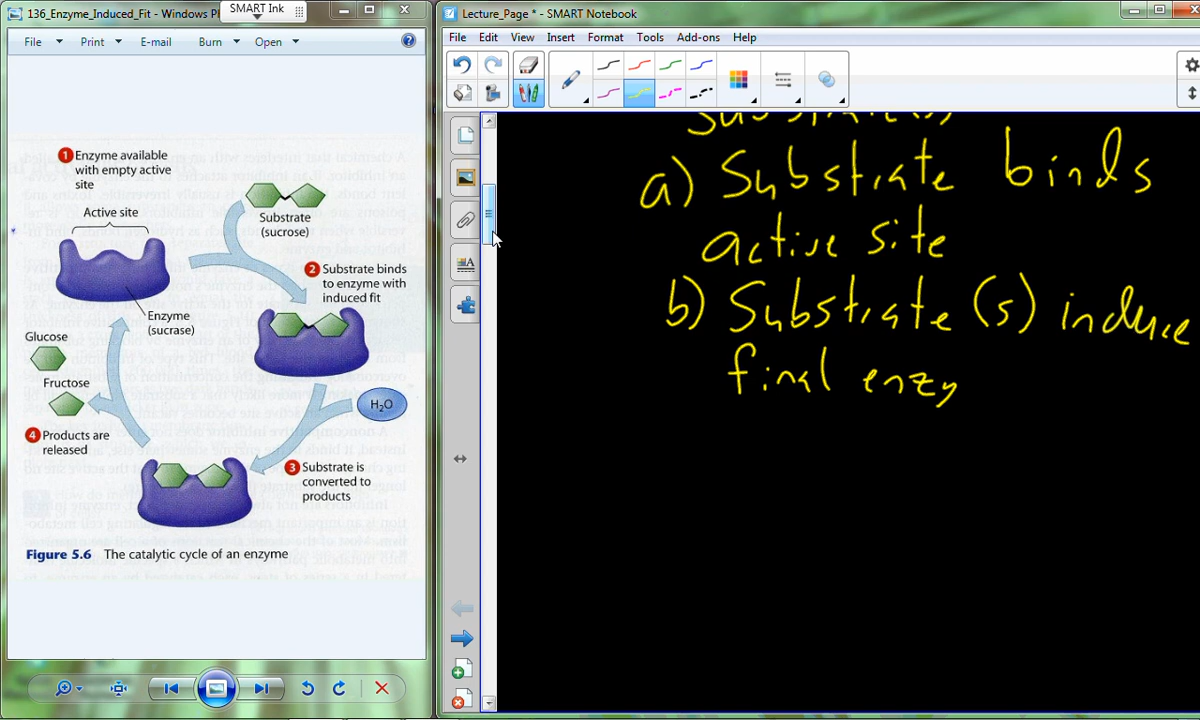 136_Enzyme_Induced_Fit - Windows Ph
SMART Ink
File Print E-mail Burn Open
1 Enzyme available
with empty active
site
Active site
Substrate
(sucrose)
2 Substrate binds
to enzyme with
induced fit
Enzyme
(sucrase)
Glucose
Fructose
H₂O
4 Products are
released
3 Substrate is
converted to
products
Figure 5.6 The catalytic cycle of an enzyme
Lecture_Page * - SMART Notebook
File Edit View Insert Format Tools Add-ons Help
a) Substrate binds
active site
b) Substrate (s) induce
final enzy